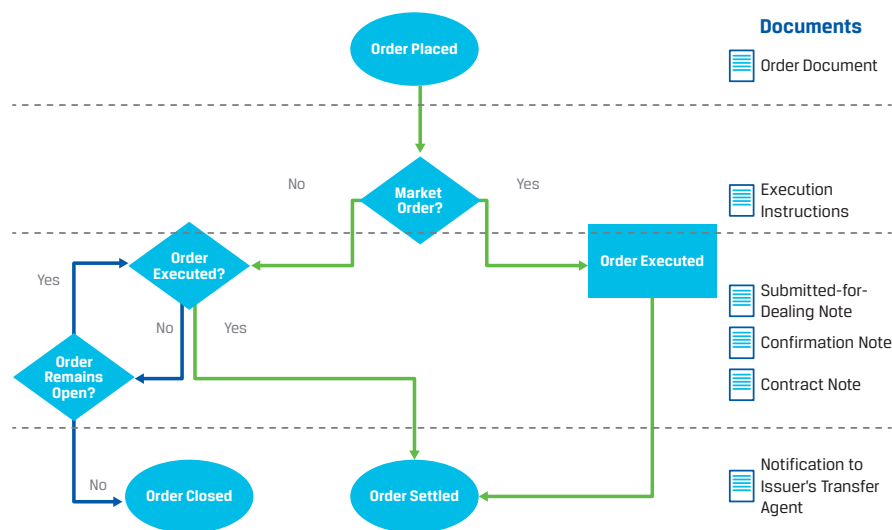 Documents
Order Placed
Order Document
No
Market
Order?
Yes
Execution
Instructions
Order
Executed?
Order Executed
Yes
No
Yes
Submitted-for-
Dealing Note
Confirmation Note
Order
Remains
Open?
Contract Note
No
Order Closed
Order Settled
Notification to
Issuer's Transfer
Agent